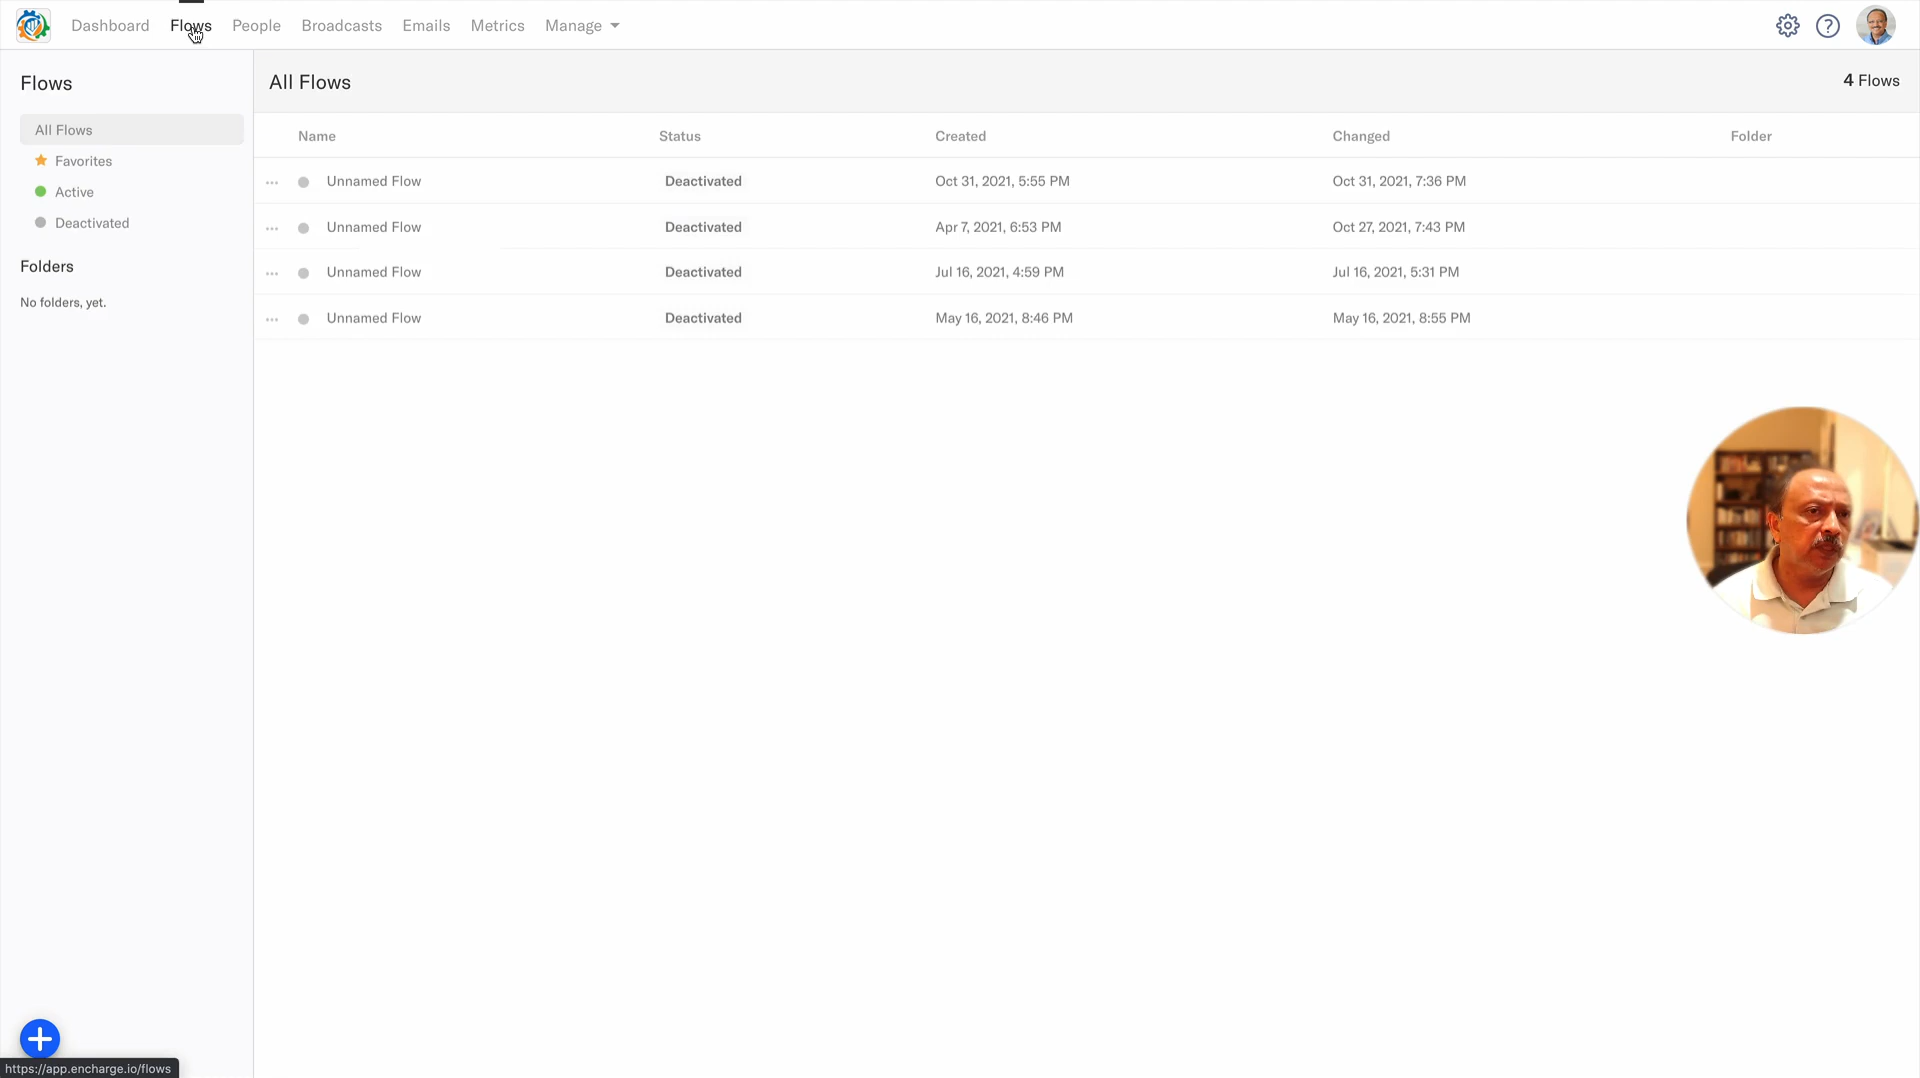 Dashboard Flows People Broadcasts Emails Metrics Manage
Flows
All Flows
Favorites
Active
Deactivated
Folders
No folders, yet.
All Flows
4 Flows
Name Status Created Changed Folder
Unnamed Flow Deactivated Oct 31, 2021, 5:55 PM Oct 31, 2021, 7:36 PM
Unnamed Flow Deactivated Apr 7, 2021, 6:53 PM Oct 27, 2021, 7:43 PM
Unnamed Flow Deactivated Jul 16, 2021, 4:59 PM Jul 16, 2021, 5:31 PM
Unnamed Flow Deactivated May 16, 2021, 8:46 PM May 16, 2021, 8:55 PM
https://app.encharge.io/flows